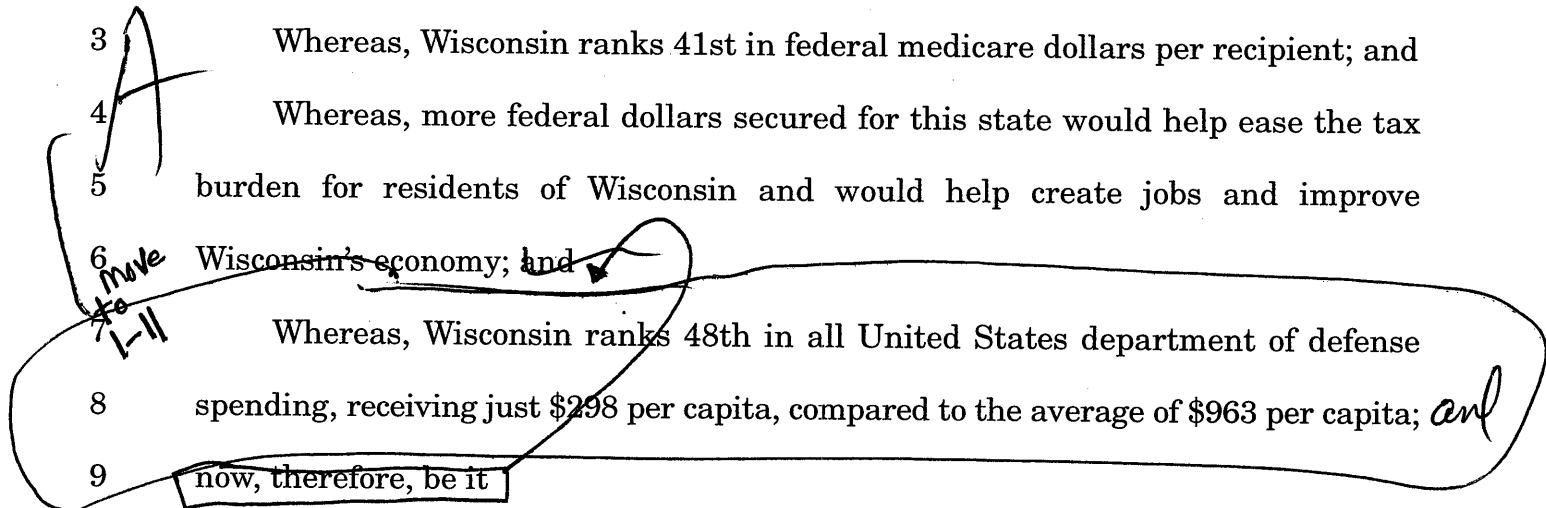 A
3 Whereas, Wisconsin ranks 41st in federal medicare dollars per recipient; and
4 Whereas, more federal dollars secured for this state would help ease the tax
5 burden for residents of Wisconsin and would help create jobs and improve
6 Wisconsin's economy; and
move
to
1-11
7 Whereas, Wisconsin ranks 48th in all United States department of defense
8 spending, receiving just $298 per capita, compared to the average of $963 per capita; and
9 now, therefore, be it